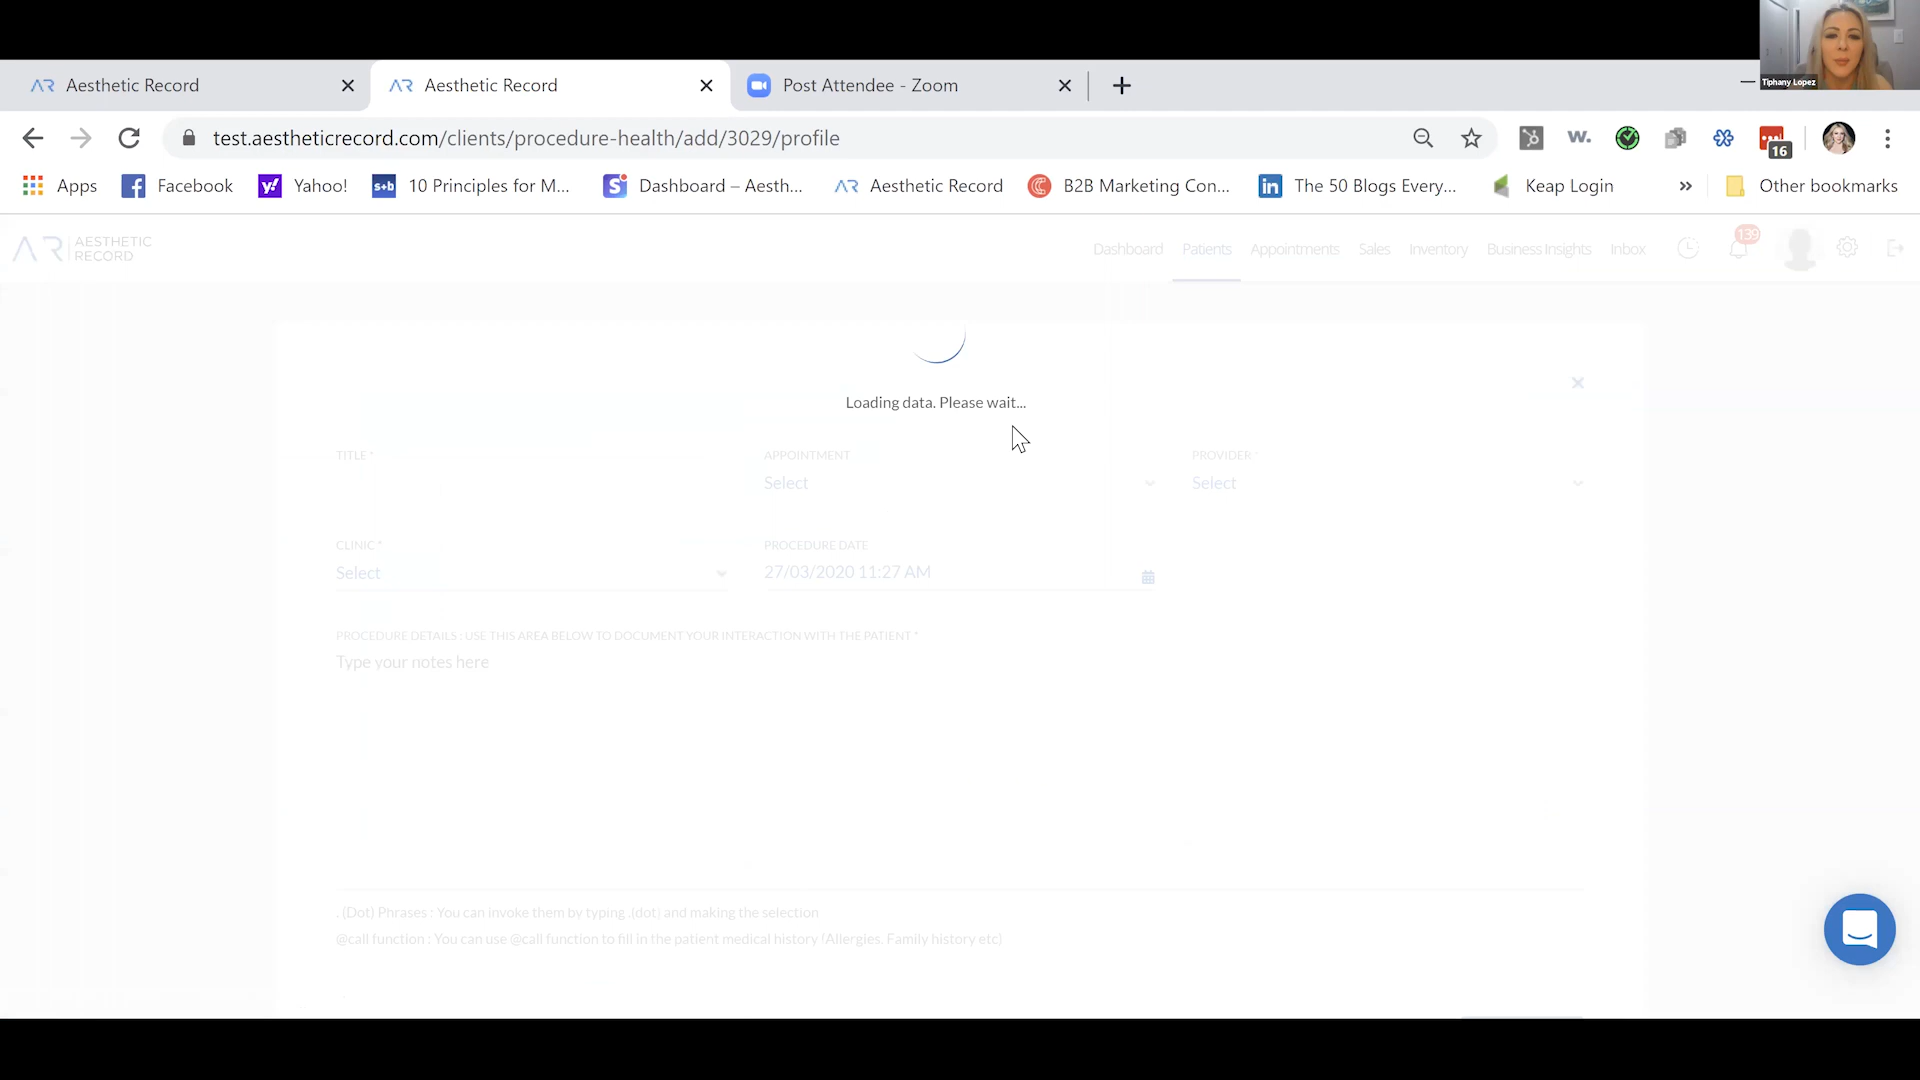 Tiphany Lopez
AR Aesthetic Record
AR Aesthetic Record
Post Attendee - Zoom
test.aestheticrecord.com/clients/procedure-health/add/3029/profile
w.
16
Apps
Facebook
y!
Yahoo!
s+b
10 Principles for M...
S
Dashboard – Aesth...
AR Aesthetic Record
B2B Marketing Con...
in
The 50 Blogs Every...
Keap Login
»
Other bookmarks
AR AESTHETIC
RECORD
Dashboard
Patients
Appointments
Sales
Inventory
Business Insights
Inbox
139
Loading data. Please wait...
TITLE *
APPOINTMENT
PROVIDER *
Select
Select
CLINIC *
PROCEDURE DATE
Select
27/03/2020 11:27 AM
PROCEDURE DETAILS : USE THIS AREA BELOW TO DOCUMENT YOUR INTERACTION WITH THE PATIENT *
Type your notes here
. (Dot) Phrases : You can invoke them by typing .(dot) and making the selection
@call function : You can use @call function to fill in the patient medical history (Allergies. Family history etc)